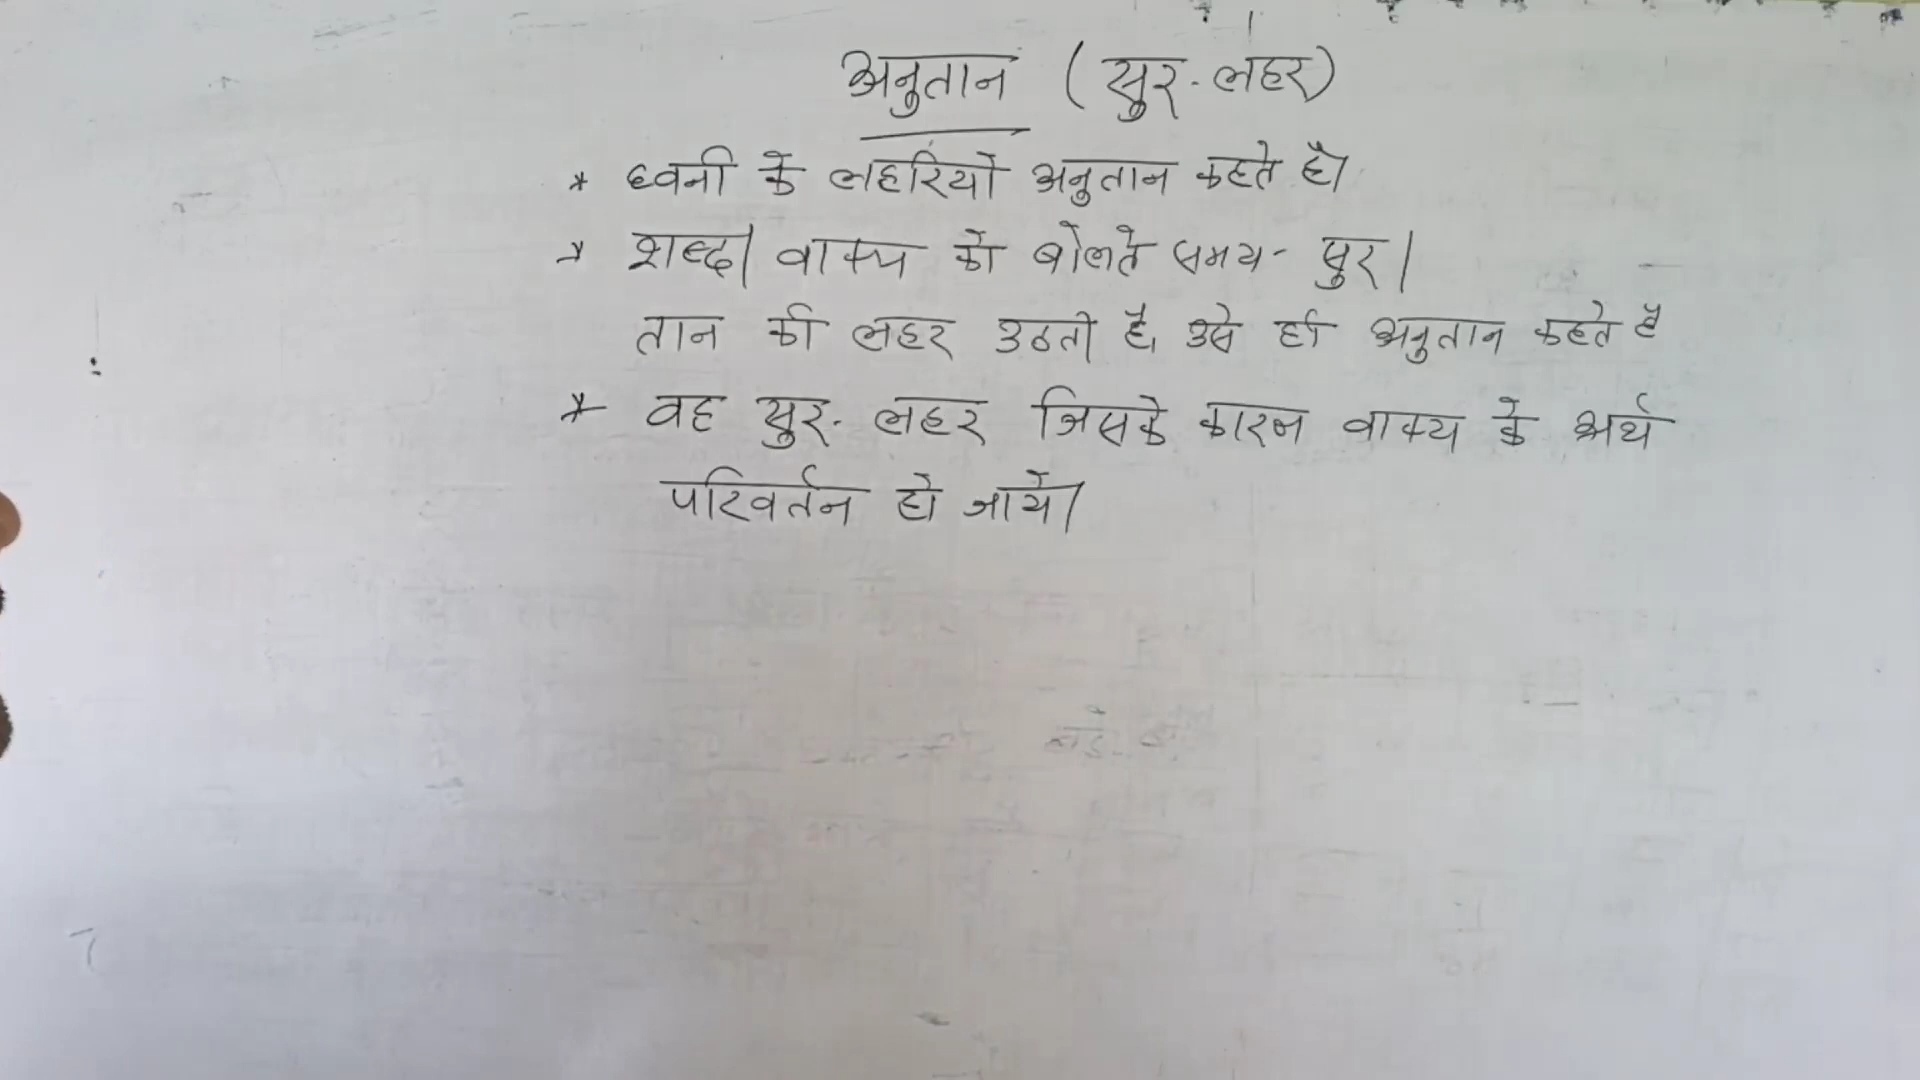 अनुतान (सुर-लहर)
* ध्वनी के लहरियो अनुतान कहते है।
* शब्द। वाक्य को बोलते समय - सुर।
तान की लहर उठती है, उसे ही अनुतान कहते है
* वह सुर-लहर जिसके कारन वाक्य के अर्थ
परिवर्तन हो जाये।